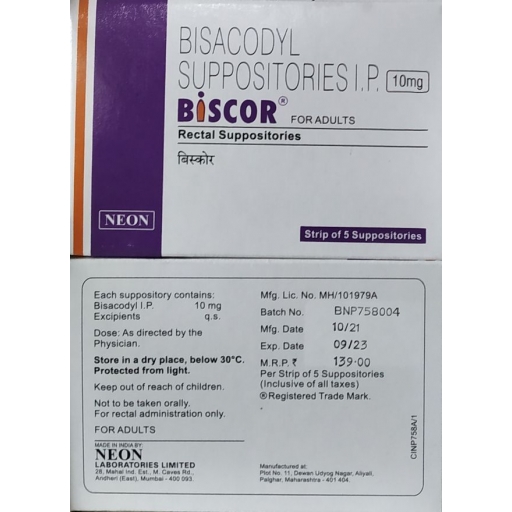 BISACODYL
SUPPOSITORIES I.P. 10mg
BiSCOR® FOR ADULTS
Rectal Suppositories
बिस्कोर
NEON
Strip of 5 Suppositories
Each suppository contains:
Bisacodyl I.P. 10 mg
Excipients q.s.
Dose: As directed by the
Physician.
Store in a dry place, below 30°C.
Protected from light.
Keep out of reach of children.
Not to be taken orally.
For rectal administration only.
FOR ADULTS
MADE IN INDIA BY:
NEON
LABORATORIES LIMITED
28, Mahal Ind. Est., M. Caves Rd.,
Andheri (East), Mumbai - 400 093.
Mfg. Lic. No. MH/101979A
Batch No. BNP758004
Mfg. Date 10/21
Exp. Date 09/23
M.R.P. ₹ 139.00
Per Strip of 5 Suppositories
(Inclusive of all taxes)
®Registered Trade Mark.
Manufactured at:
Plot No. 11, Dewan Udyog Nagar, Aliyali,
Palghar, Maharashtra - 401 404.
CINP758A/1